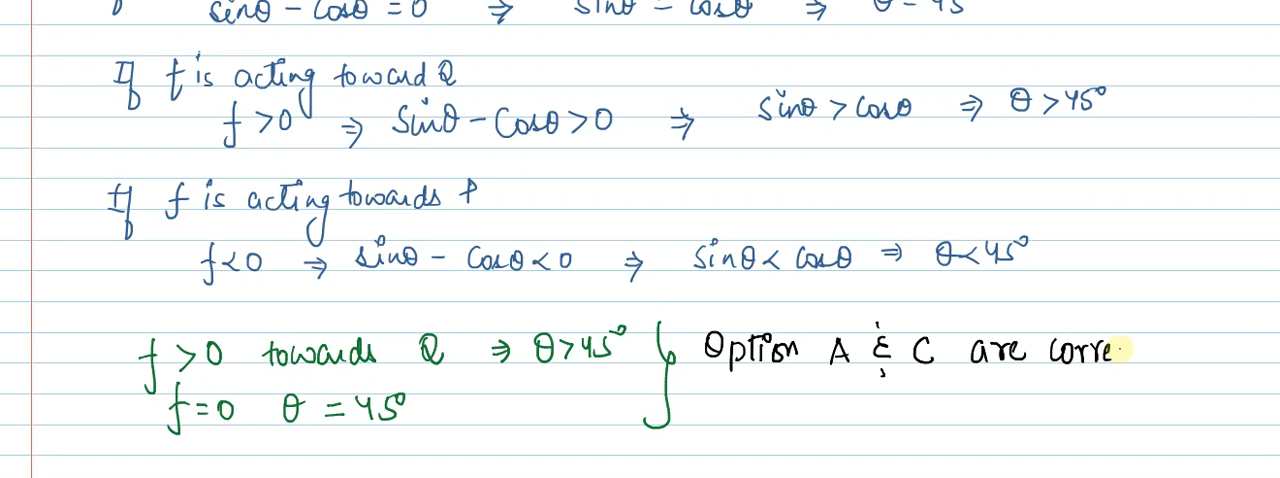 sinθ - cosθ = 0 ⇒ sinθ = cosθ ⇒ θ = 45
If f is acting toward Q
f > 0 ⇒ sinθ - cosθ > 0 ⇒ sinθ > cosθ ⇒ θ > 45°
If f is acting towards P
f < 0 ⇒ sinθ - cosθ < 0 ⇒ sinθ < cosθ ⇒ θ < 45°
f > 0 towards Q ⇒ θ > 45° } Option A & C are corre
f = 0 θ = 45°